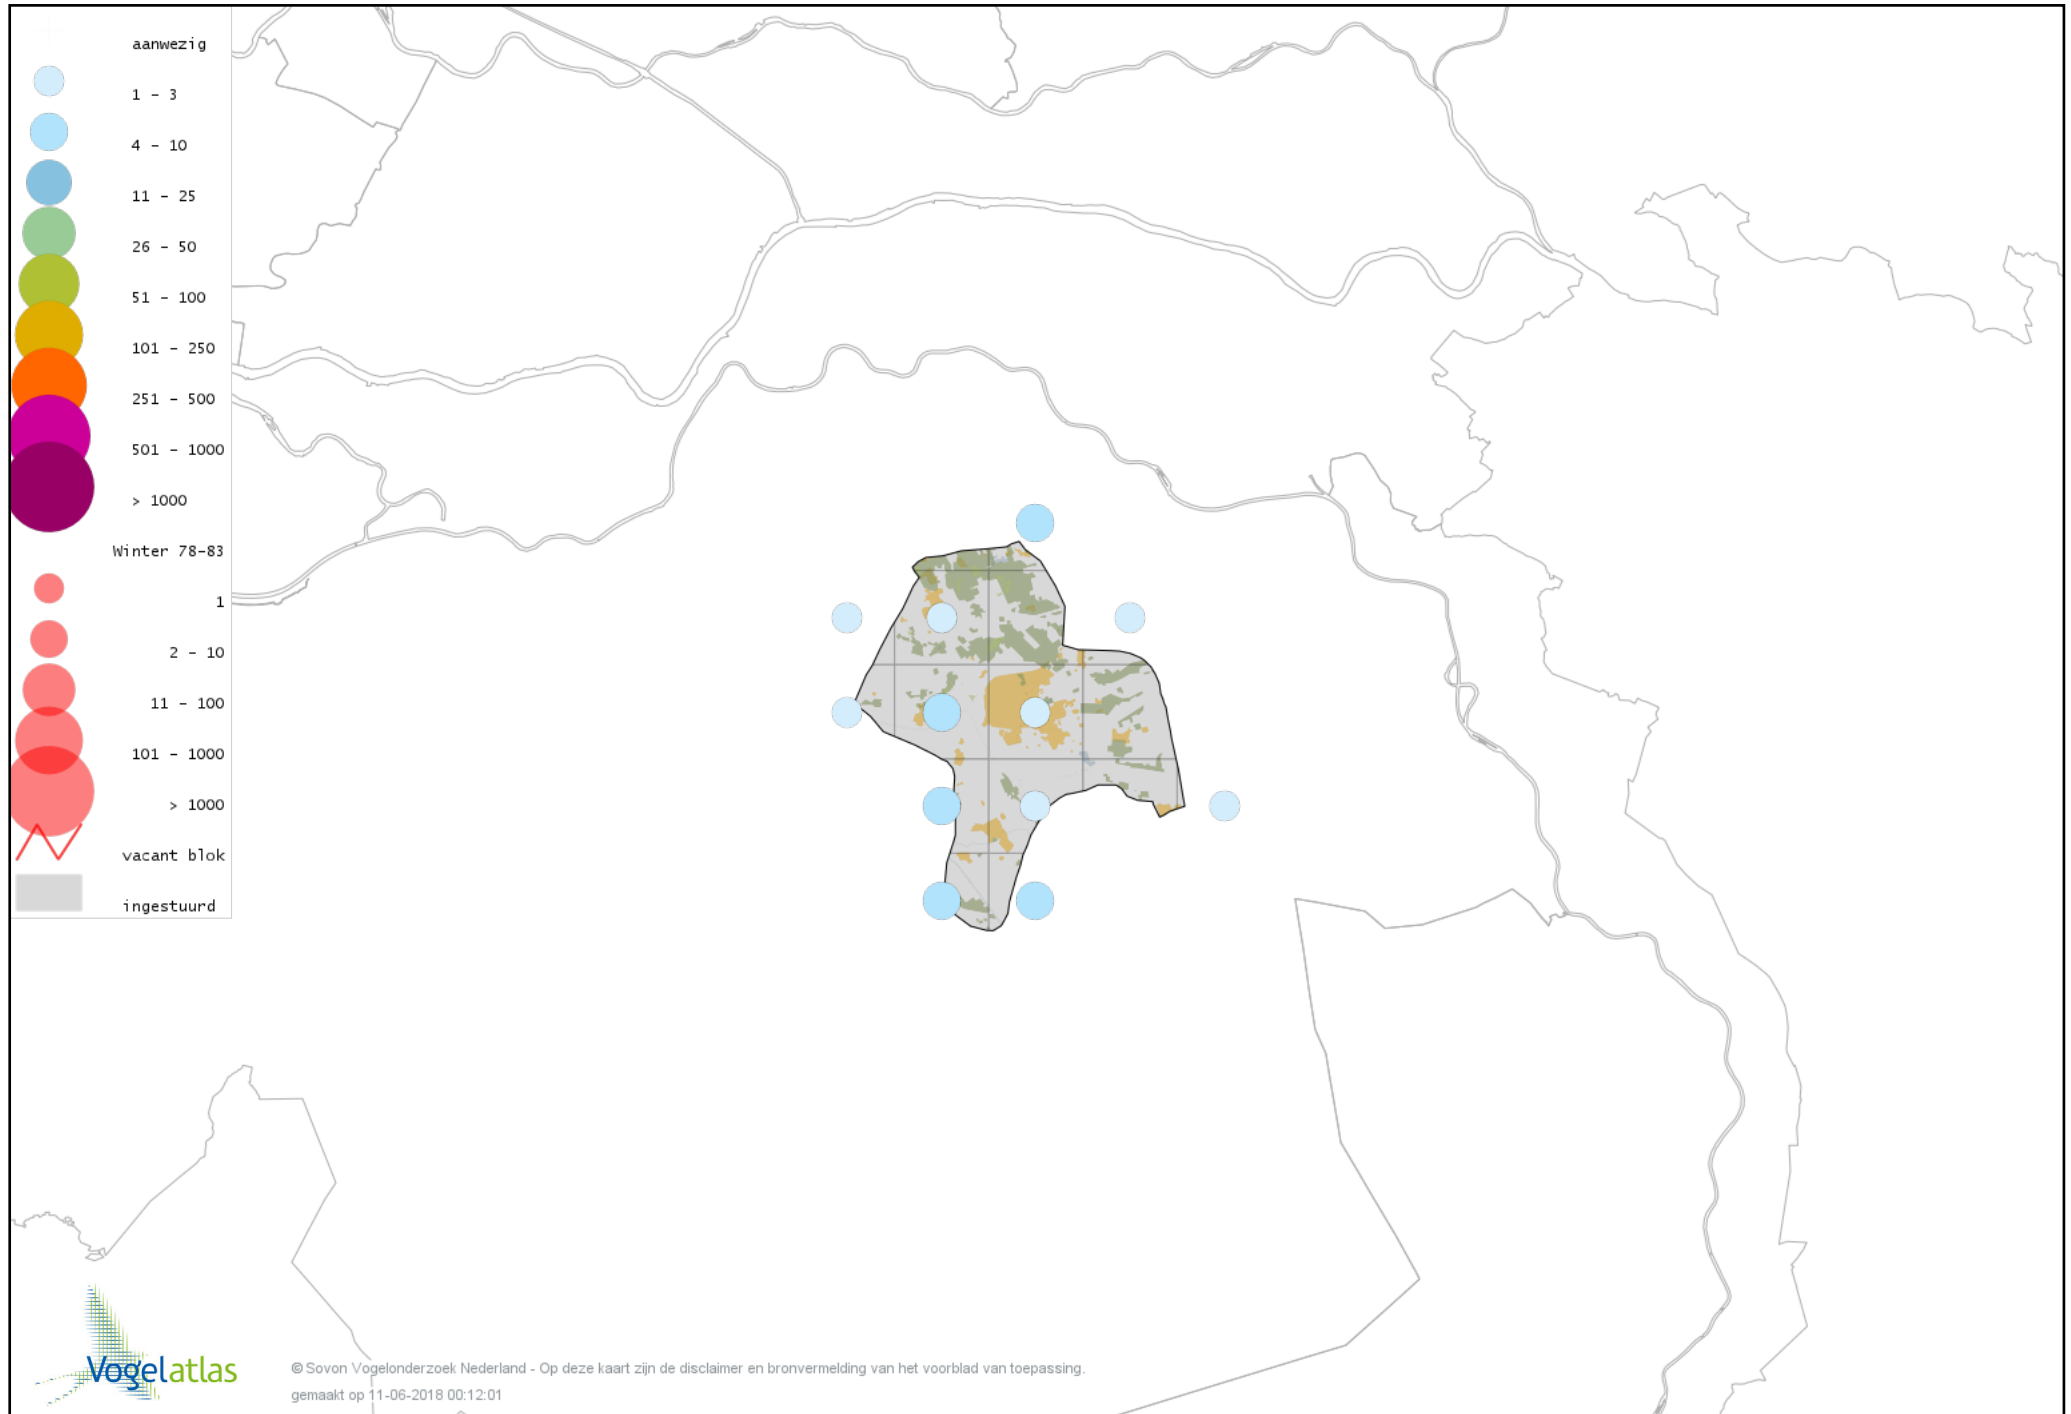 aanwezig
1 - 3
4 - 10
11 - 25
26 - 50
51 - 100
101 - 250
251 - 500
501 - 1000
> 1000
Winter 78-83
1
2 - 10
11 - 100
101 - 1000
> 1000
vacant blok
ingestuurd
Vogelatlas
© Sovon Vogelonderzoek Nederland - Op deze kaart zijn de disclaimer en bronvermelding van het voorblad van toepassing.
gemaakt op 11-06-2018 00:12:01